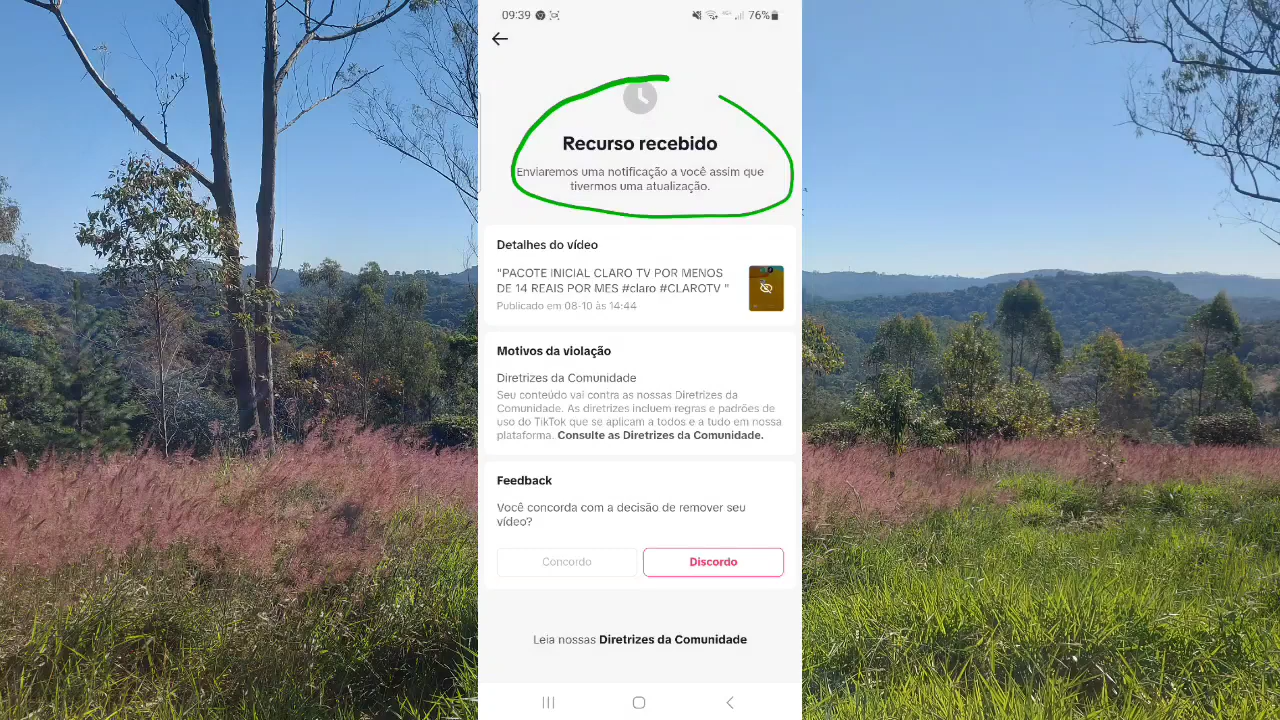 09:39 76%
Recurso recebido
Enviaremos uma notificação a você assim que
tivermos uma atualização.
Detalhes do vídeo
"PACOTE INICIAL CLARO TV POR MENOS
DE 14 REAIS POR MES #claro #CLAROTV "
Publicado em 08-10 às 14:44
Motivos da violação
Diretrizes da Comunidade
Seu conteúdo vai contra as nossas Diretrizes da
Comunidade. As diretrizes incluem regras e padrões de
uso do TikTok que se aplicam a todos e a tudo em nossa
plataforma. Consulte as Diretrizes da Comunidade.
Feedback
Você concorda com a decisão de remover seu
vídeo?
Concordo Discordo
Leia nossas Diretrizes da Comunidade